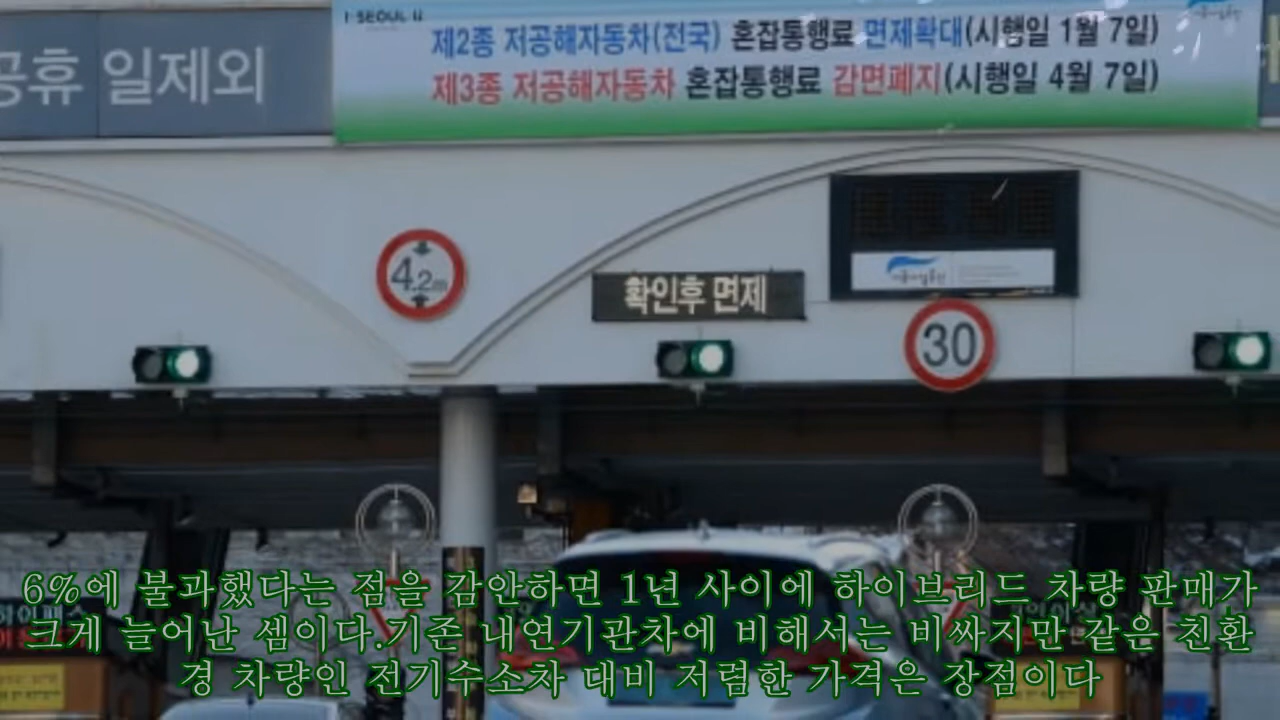 I·SEOUL·U
제2종 저공해자동차(전국) 혼잡통행료 면제확대(시행일 1월 7일)
제3종 저공해자동차 혼잡통행료 감면폐지(시행일 4월 7일)
공휴 일제외
4.2m
확인후 면제
30
6%에 불과했다는 점을 감안하면 1년 사이에 하이브리드 차량 판매가
크게 늘어난 셈이다.기존 내연기관차에 비해서는 비싸지만 같은 친환
경 차량인 전기수소차 대비 저렴한 가격은 장점이다